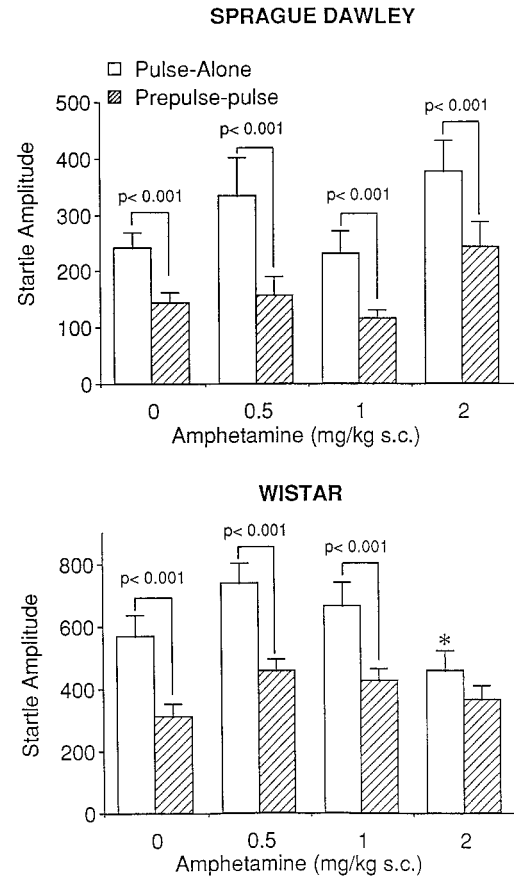 SPRAGUE DAWLEY
Pulse-Alone
Prepulse-pulse
Startle Amplitude
500
400
300
200
100
0
p< 0.001
p< 0.001
p< 0.001
p< 0.001
0 0.5 1 2
Amphetamine (mg/kg s.c.)
WISTAR
Startle Amplitude
800
600
400
200
0
p< 0.001
p< 0.001
p< 0.001
*
0 0.5 1 2
Amphetamine (mg/kg s.c.)